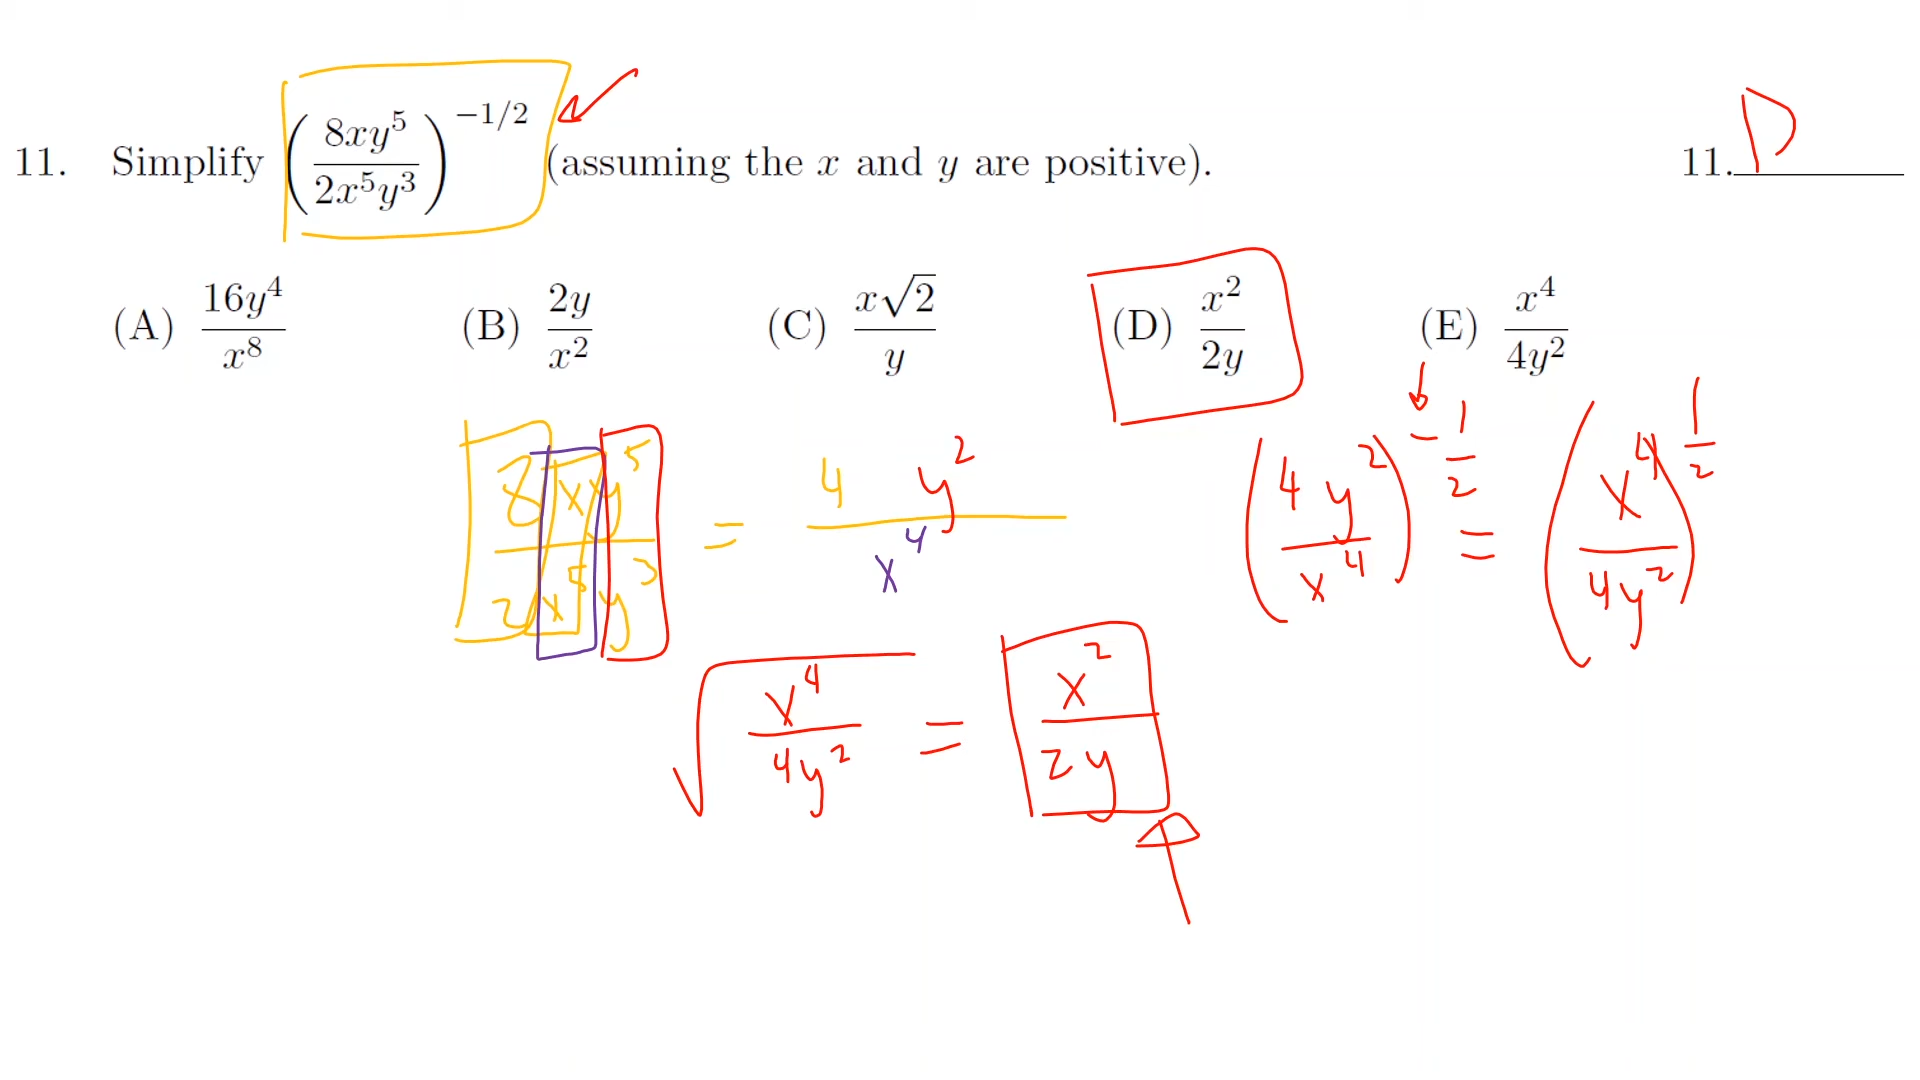 11. Simplify (8xy^5 / 2x^5y^3)^{-1/2} (assuming the x and y are positive). 11. D
(A) 16y^4 / x^8 (B) 2y / x^2 (C) x√2 / y (D) x^2 / 2y (E) x^4 / 4y^2
8xy^5 / 2x^5y^3 = 4 y^2 / x^4
(4y^2 / x^4)^{-1/2} = (x^4 / 4y^2)^{1/2}
√(x^4 / 4y^2) = x^2 / 2y